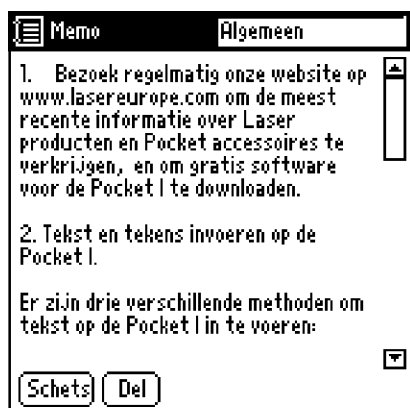 Memo Algemeen
1. Bezoek regelmatig onze website op
www.lasereurope.com om de meest
recente informatie over Laser
producten en Pocket accessoires te
verkrijgen, en om gratis software
voor de Pocket I te downloaden.
2. Tekst en tekens invoeren op de
Pocket I.
Er zijn drie verschillende methoden om
tekst op de Pocket I in te voeren:
Schets Del